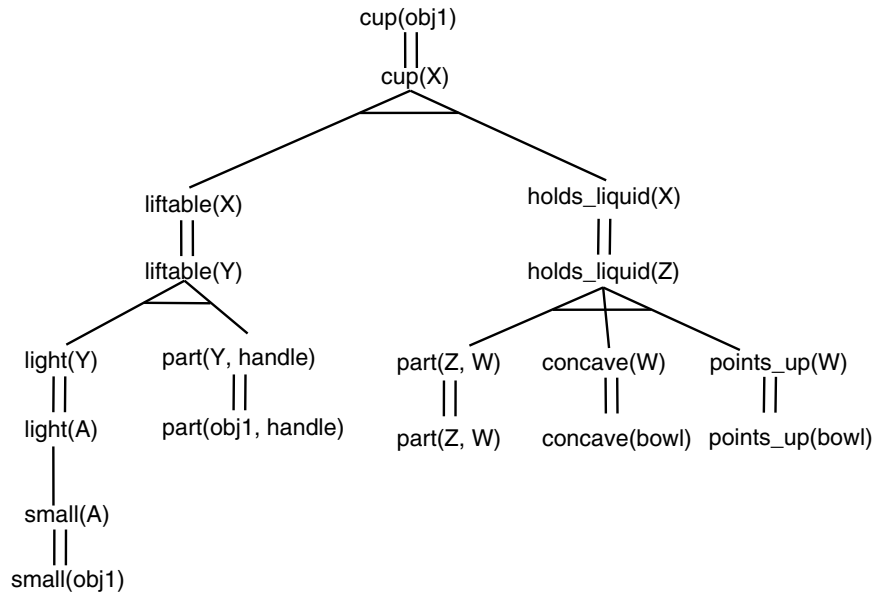 cup(obj1)
cup(X)
liftable(X)
holds_liquid(X)
liftable(Y)
holds_liquid(Z)
light(Y)
part(Y, handle)
part(Z, W)
concave(W)
points_up(W)
light(A)
part(obj1, handle)
part(Z, W)
concave(bowl)
points_up(bowl)
small(A)
small(obj1)